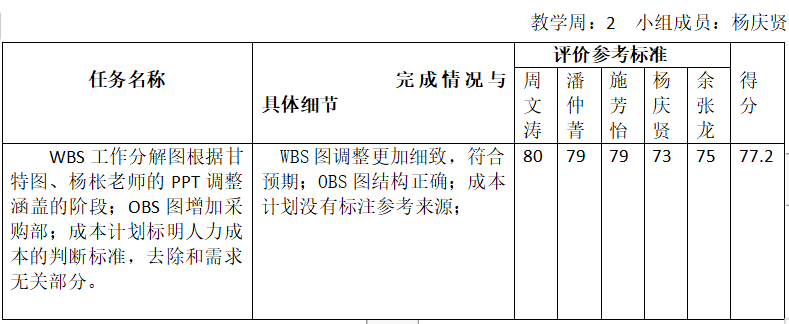 教学周：2 小组成员：杨庆贤
任务名称
完成情况与
具体细节
评价参考标准
周文涛
潘仲菁
施芳怡
杨庆贤
余张龙
得分
WBS 工作分解图根据甘
特图、杨枨老师的 PPT 调整
涵盖的阶段；OBS 图增加采
购部；成本计划标明人力成
本的判断标准，去除和需求
无关部分。
WBS 图调整更加细致，符合
预期；OBS 图结构正确；成本
计划没有标注参考来源；
80 79 79 73 75 77.2